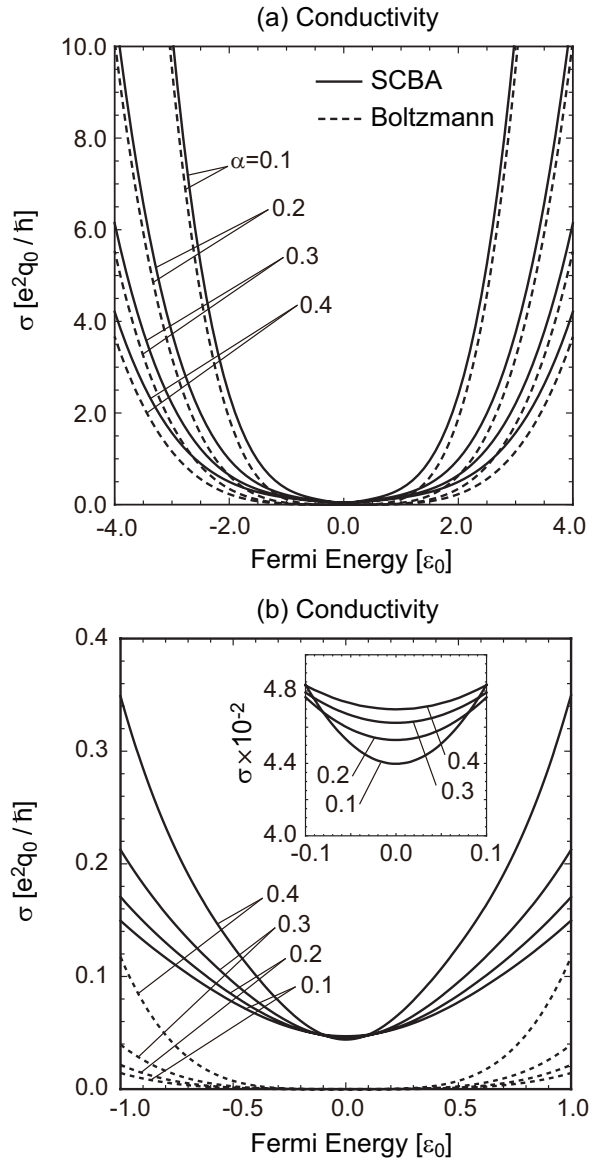 (a) Conductivity
10.0
8.0
6.0
4.0
2.0
0.0
σ [e²q₀ / ħ]
SCBA
Boltzmann
α=0.1
0.2
0.3
0.4
-4.0 -2.0 0.0 2.0 4.0
Fermi Energy [ε₀]
(b) Conductivity
0.4
0.3
0.2
0.1
0.0
σ [e²q₀ / ħ]
4.8
4.4
4.0
σ×10⁻²
0.2
0.1
0.4
0.3
-0.1 0.0 0.1
0.4
0.3
0.2
0.1
-1.0 -0.5 0.0 0.5 1.0
Fermi Energy [ε₀]